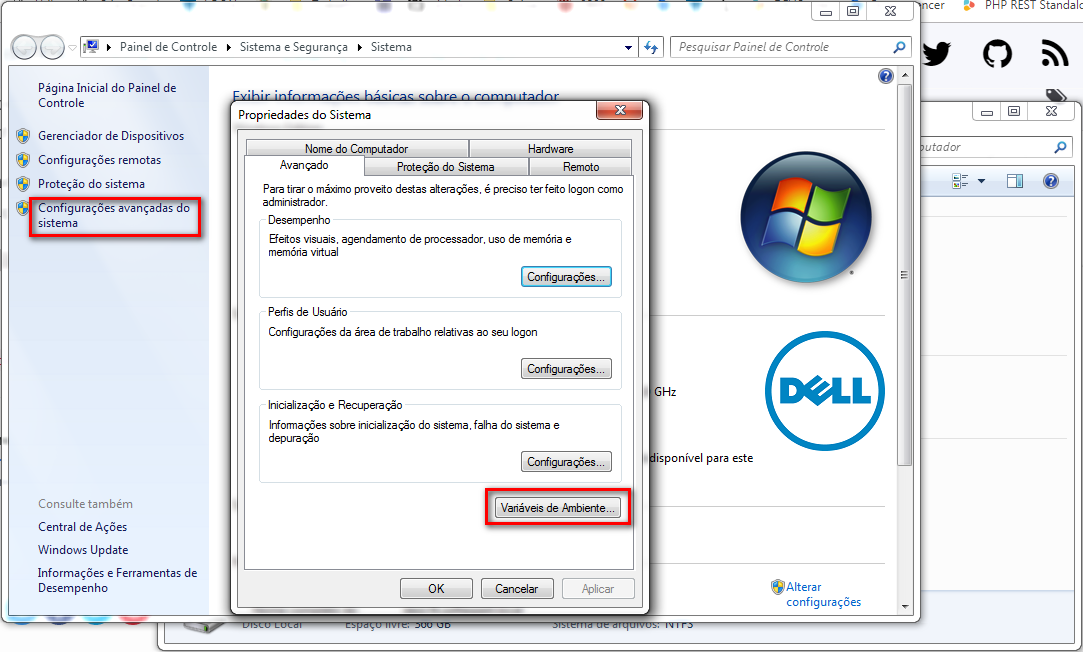 PHP REST Standalo
Painel de Controle
Sistema e Segurança
Sistema
Pesquisar Painel de Controle
Página Inicial do Painel de
Controle
Gerenciador de Dispositivos
Configurações remotas
Proteção do sistema
Configurações avançadas do
sistema
Consulte também
Central de Ações
Windows Update
Informações e Ferramentas de
Desempenho
Exibir informações básicas sobre o computador
Propriedades do Sistema
Nome do Computador
Hardware
Avançado
Proteção do Sistema
Remoto
Para tirar o máximo proveito destas alterações, é preciso ter feito logon como
administrador.
Desempenho
Efeitos visuais, agendamento de processador, uso de memória e
memória virtual
Configurações...
Perfis de Usuário
Configurações da área de trabalho relativas ao seu logon
Configurações...
Inicialização e Recuperação
Informações sobre inicialização do sistema, falha do sistema e
depuração
Configurações...
Variáveis de Ambiente...
OK
Cancelar
Aplicar
GHz
DELL
disponível para este
Alterar
configurações
Disco Local
Espaço livre: 300 GB
Sistema de arquivos: NTFS